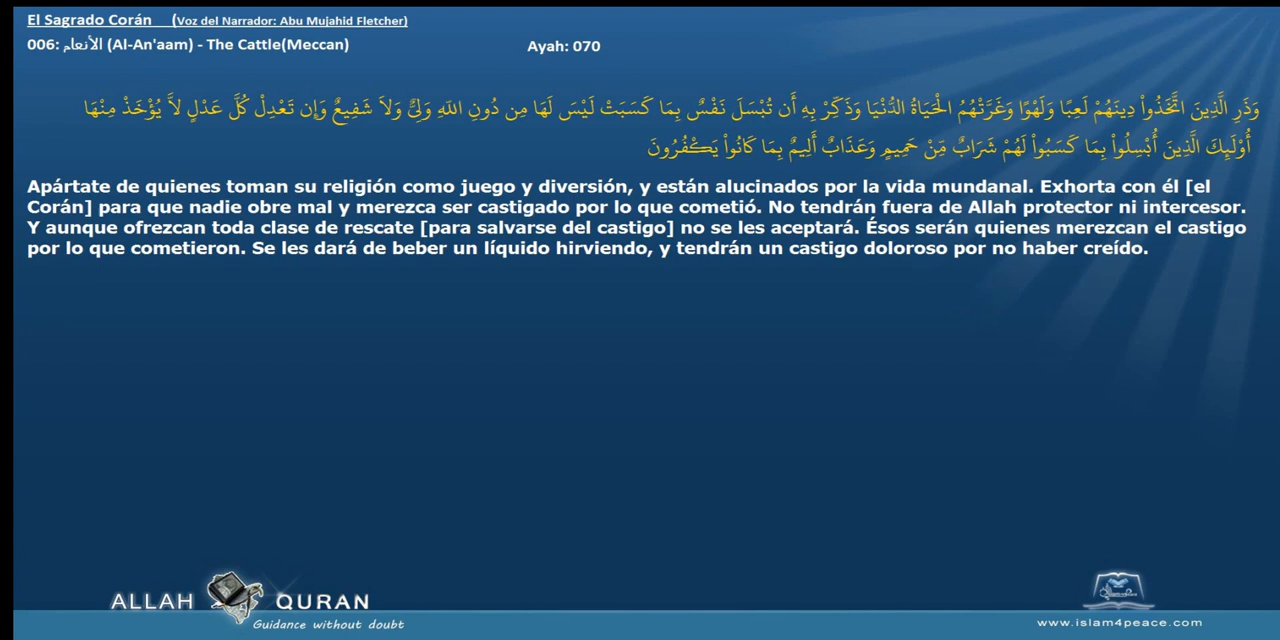 El Sagrado Corán (Voz del Narrador: Abu Mujahid Fletcher)
006: الأنعام (Al-An'aam) - The Cattle(Meccan) Ayah: 070
وَذَرِ الَّذِينَ اتَّخَذُواْ دِينَهُمْ لَعِبًا وَلَهْوًا وَغَرَّتْهُمُ الْحَيَاةُ الدُّنْيَا وَذَكِّرْ بِهِ أَن تُبْسَلَ نَفْسٌ بِمَا كَسَبَتْ لَيْسَ لَهَا مِن دُونِ اللّهِ وَلِيٌّ وَلاَ شَفِيعٌ وَإِن تَعْدِلْ كُلَّ عَدْلٍ لاَّ يُؤْخَذْ مِنْهَا
أُوْلَئِكَ الَّذِينَ أُبْسِلُواْ بِمَا كَسَبُواْ لَهُمْ شَرَابٌ مِّنْ حَمِيمٍ وَعَذَابٌ أَلِيمٌ بِمَا كَانُواْ يَكْفُرُونَ
Apártate de quienes toman su religión como juego y diversión, y están alucinados por la vida mundanal. Exhorta con él [el
Corán] para que nadie obre mal y merezca ser castigado por lo que cometió. No tendrán fuera de Allah protector ni intercesor.
Y aunque ofrezcan toda clase de rescate [para salvarse del castigo] no se les aceptará. Ésos serán quienes merezcan el castigo
por lo que cometieron. Se les dará de beber un líquido hirviendo, y tendrán un castigo doloroso por no haber creído.
ALLAH QURAN
Guidance without doubt
www.islam4peace.com